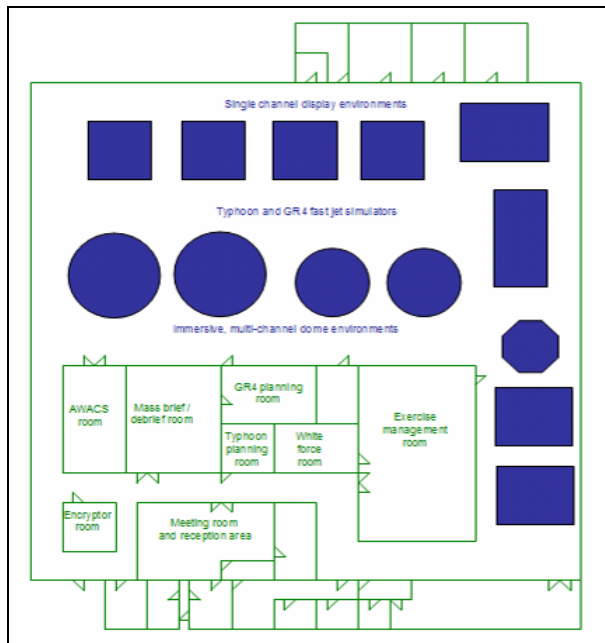 Single channel display environments
Typhoon and GR4 fast jet simulators
Immersive, multi-channel dome environments
AWACS
room
Mass brief /
debrief room
GR4 planning
room
Typhoon
planning
room
White
force
room
Exercise
management
room
Encryptor
room
Meeting room
and reception area